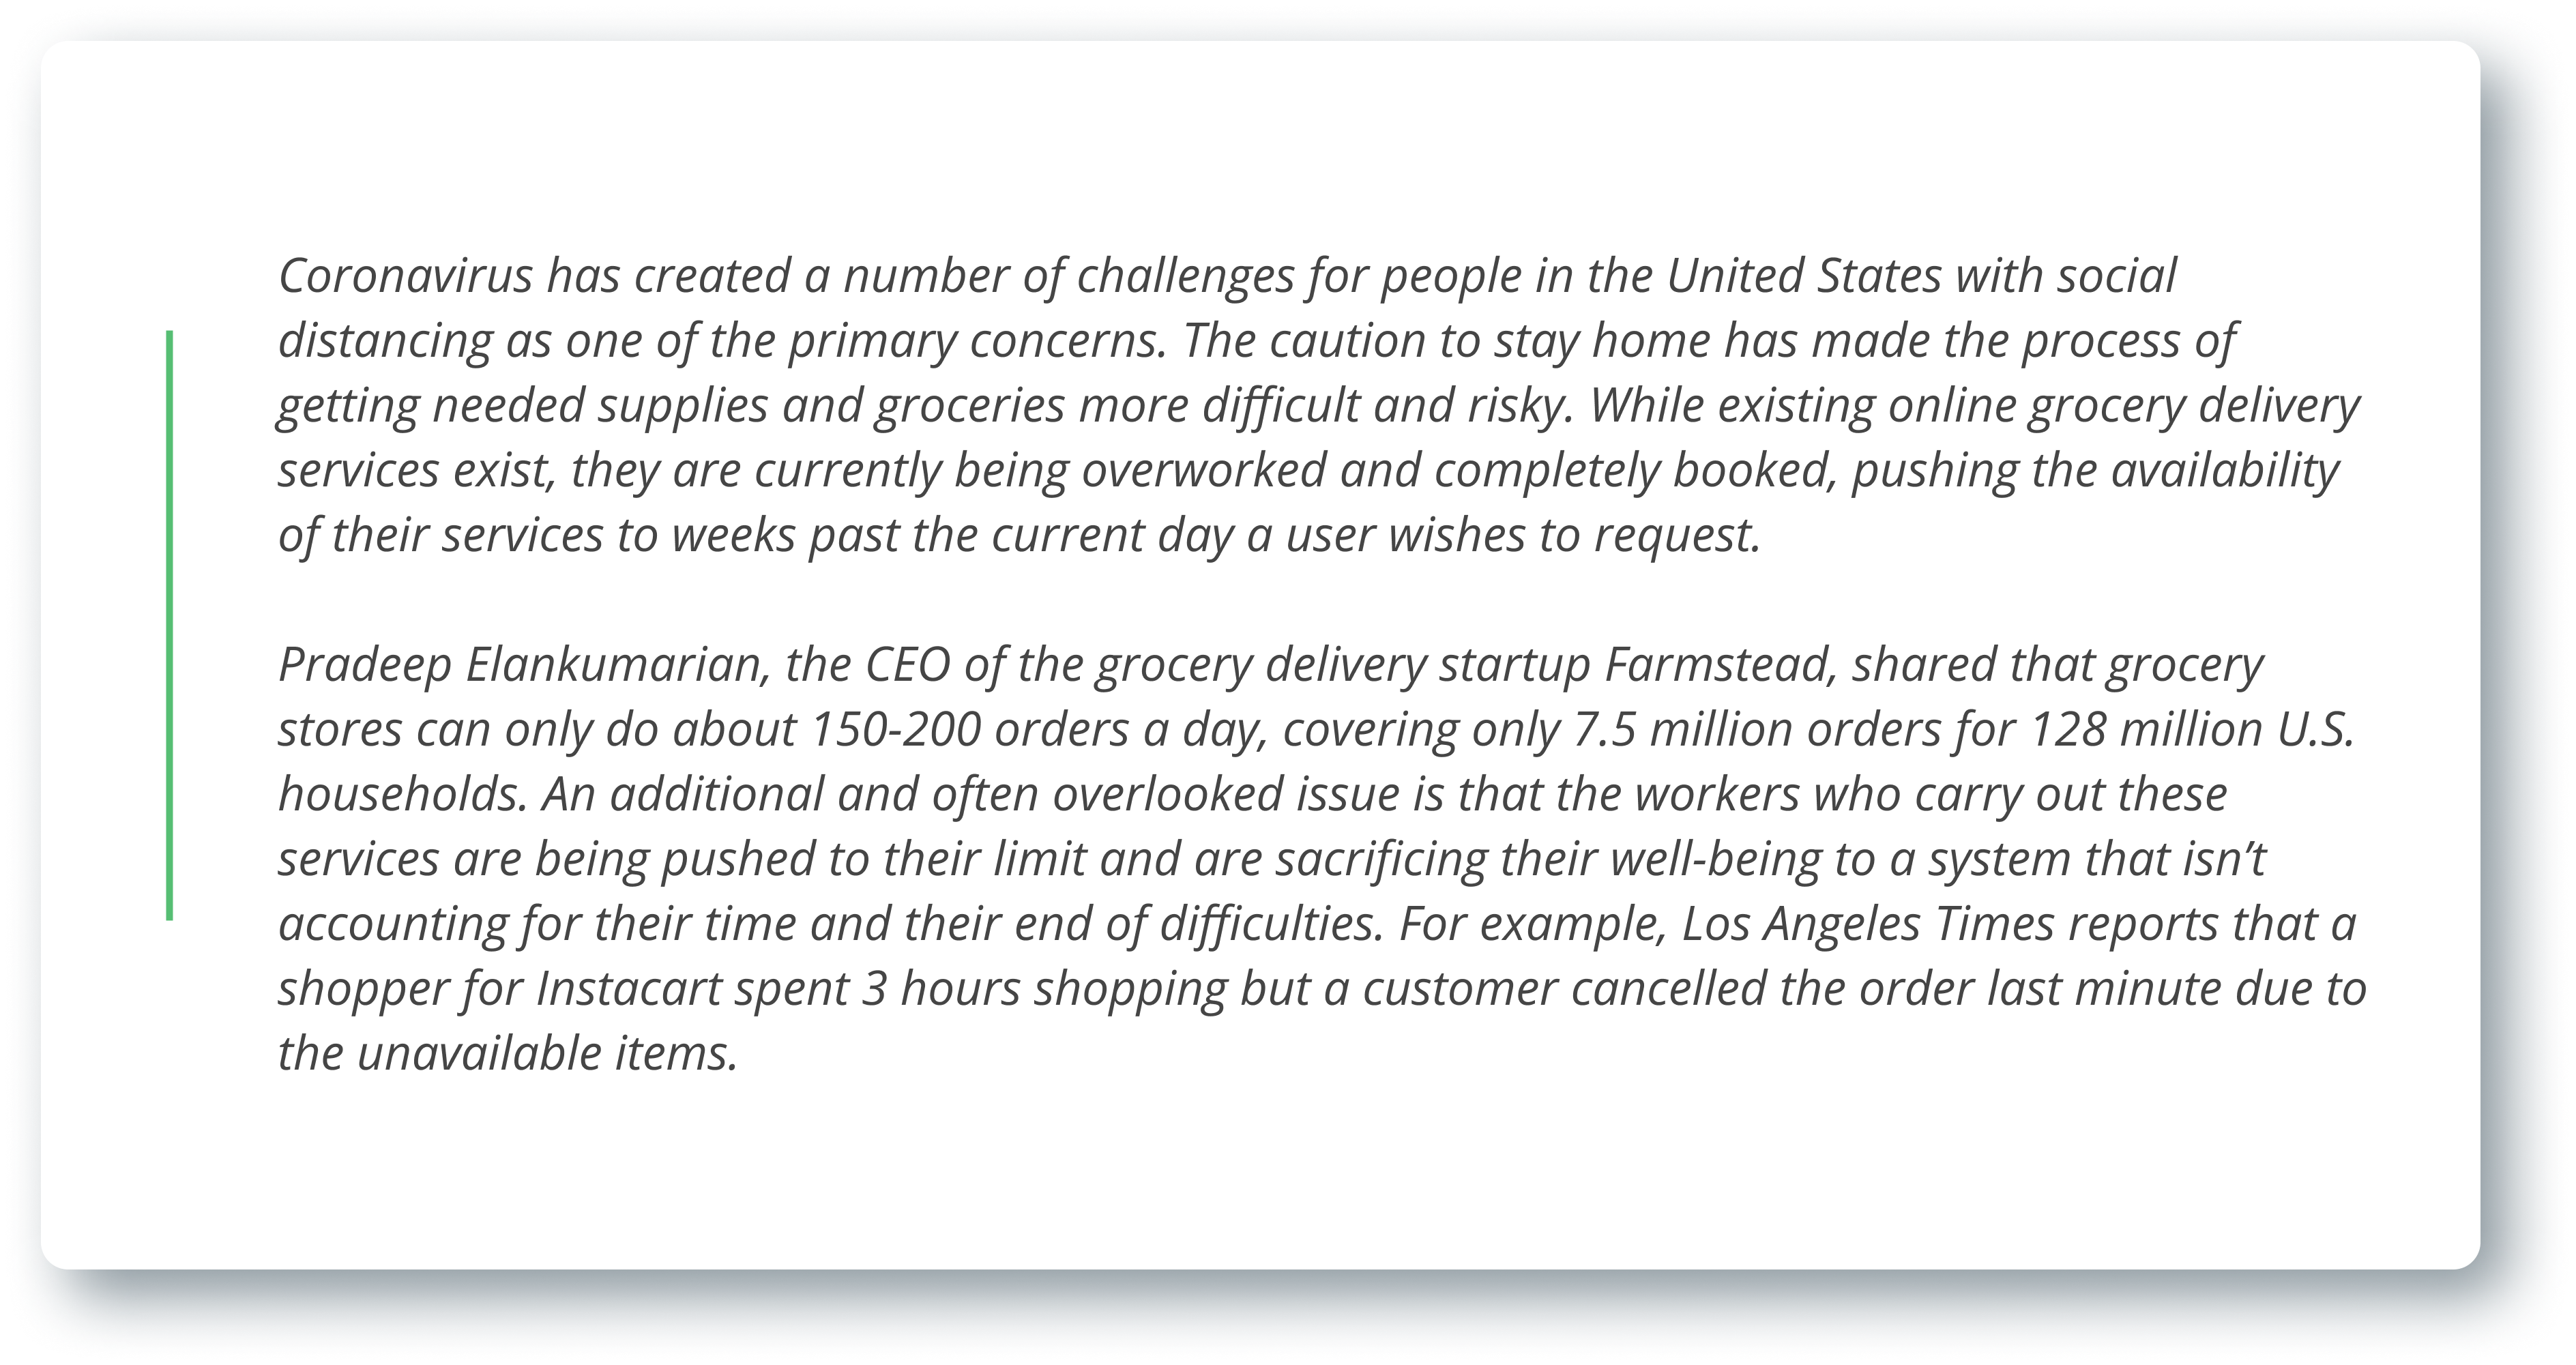 Coronavirus has created a number of challenges for people in the United States with social
distancing as one of the primary concerns. The caution to stay home has made the process of
getting needed supplies and groceries more difficult and risky. While existing online grocery delivery
services exist, they are currently being overworked and completely booked, pushing the availability
of their services to weeks past the current day a user wishes to request.
Pradeep Elankumarian, the CEO of the grocery delivery startup Farmstead, shared that grocery
stores can only do about 150-200 orders a day, covering only 7.5 million orders for 128 million U.S.
households. An additional and often overlooked issue is that the workers who carry out these
services are being pushed to their limit and are sacrificing their well-being to a system that isn’t
accounting for their time and their end of difficulties. For example, Los Angeles Times reports that a
shopper for Instacart spent 3 hours shopping but a customer cancelled the order last minute due to
the unavailable items.